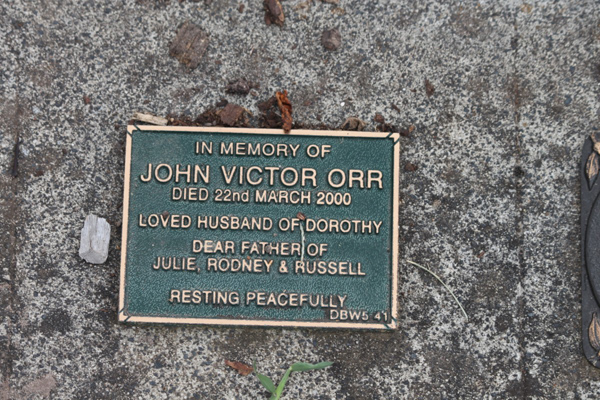 IN MEMORY OF
JOHN VICTOR ORR
DIED 22nd MARCH 2000
LOVED HUSBAND OF DOROTHY
DEAR FATHER OF
JULIE, RODNEY & RUSSELL
RESTING PEACEFULLY
DBW5 41